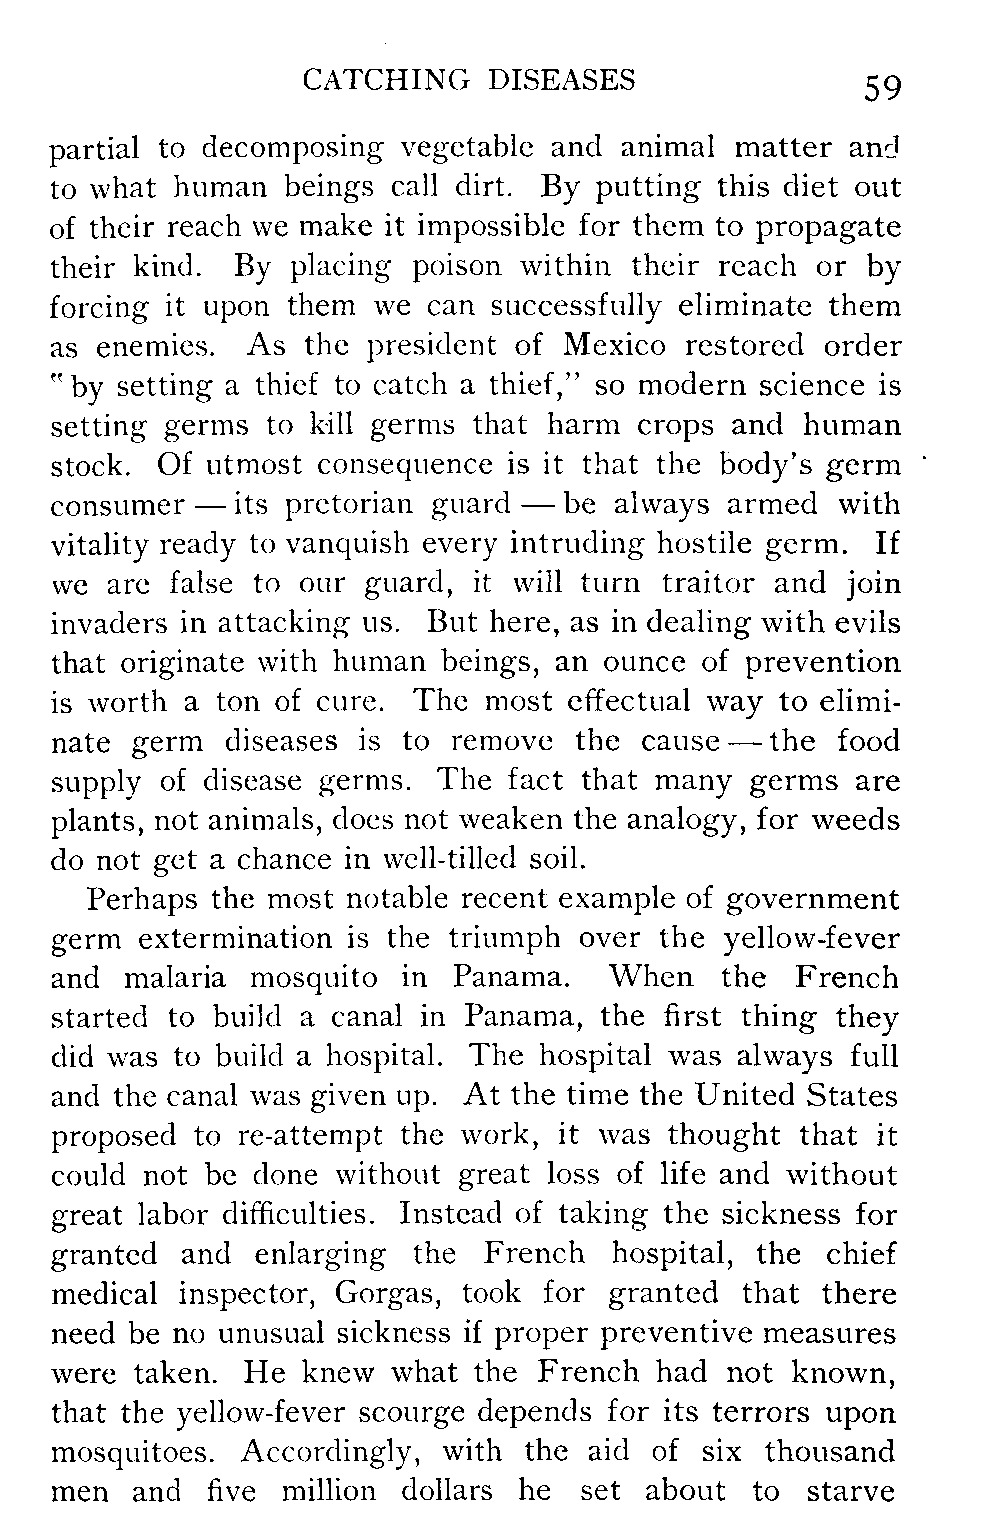 CATCHING DISEASES 59
partial to decomposing vegetable and animal matter and
to what human beings call dirt. By putting this diet out
of their reach we make it impossible for them to propagate
their kind. By placing poison within their reach or by
forcing it upon them we can successfully eliminate them
as enemies. As the president of Mexico restored order
"by setting a thief to catch a thief," so modern science is
setting germs to kill germs that harm crops and human
stock. Of utmost consequence is it that the body's germ
consumer — its pretorian guard — be always armed with
vitality ready to vanquish every intruding hostile germ. If
we are false to our guard, it will turn traitor and join
invaders in attacking us. But here, as in dealing with evils
that originate with human beings, an ounce of prevention
is worth a ton of cure. The most effectual way to elimi-
nate germ diseases is to remove the cause — the food
supply of disease germs. The fact that many germs are
plants, not animals, does not weaken the analogy, for weeds
do not get a chance in well-tilled soil.
Perhaps the most notable recent example of government
germ extermination is the triumph over the yellow-fever
and malaria mosquito in Panama. When the French
started to build a canal in Panama, the first thing they
did was to build a hospital. The hospital was always full
and the canal was given up. At the time the United States
proposed to re-attempt the work, it was thought that it
could not be done without great loss of life and without
great labor difficulties. Instead of taking the sickness for
granted and enlarging the French hospital, the chief
medical inspector, Gorgas, took for granted that there
need be no unusual sickness if proper preventive measures
were taken. He knew what the French had not known,
that the yellow-fever scourge depends for its terrors upon
mosquitoes. Accordingly, with the aid of six thousand
men and five million dollars he set about to starve